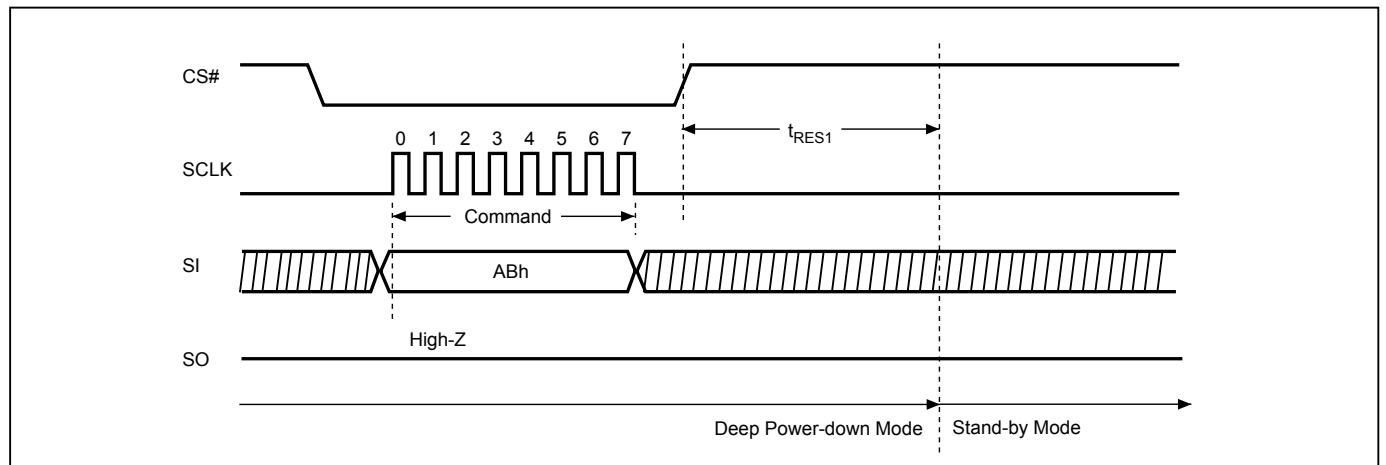 CS#
tRES1
0 1 2 3 4 5 6 7
SCLK
Command
SI
ABh
High-Z
SO
Deep Power-down Mode Stand-by Mode